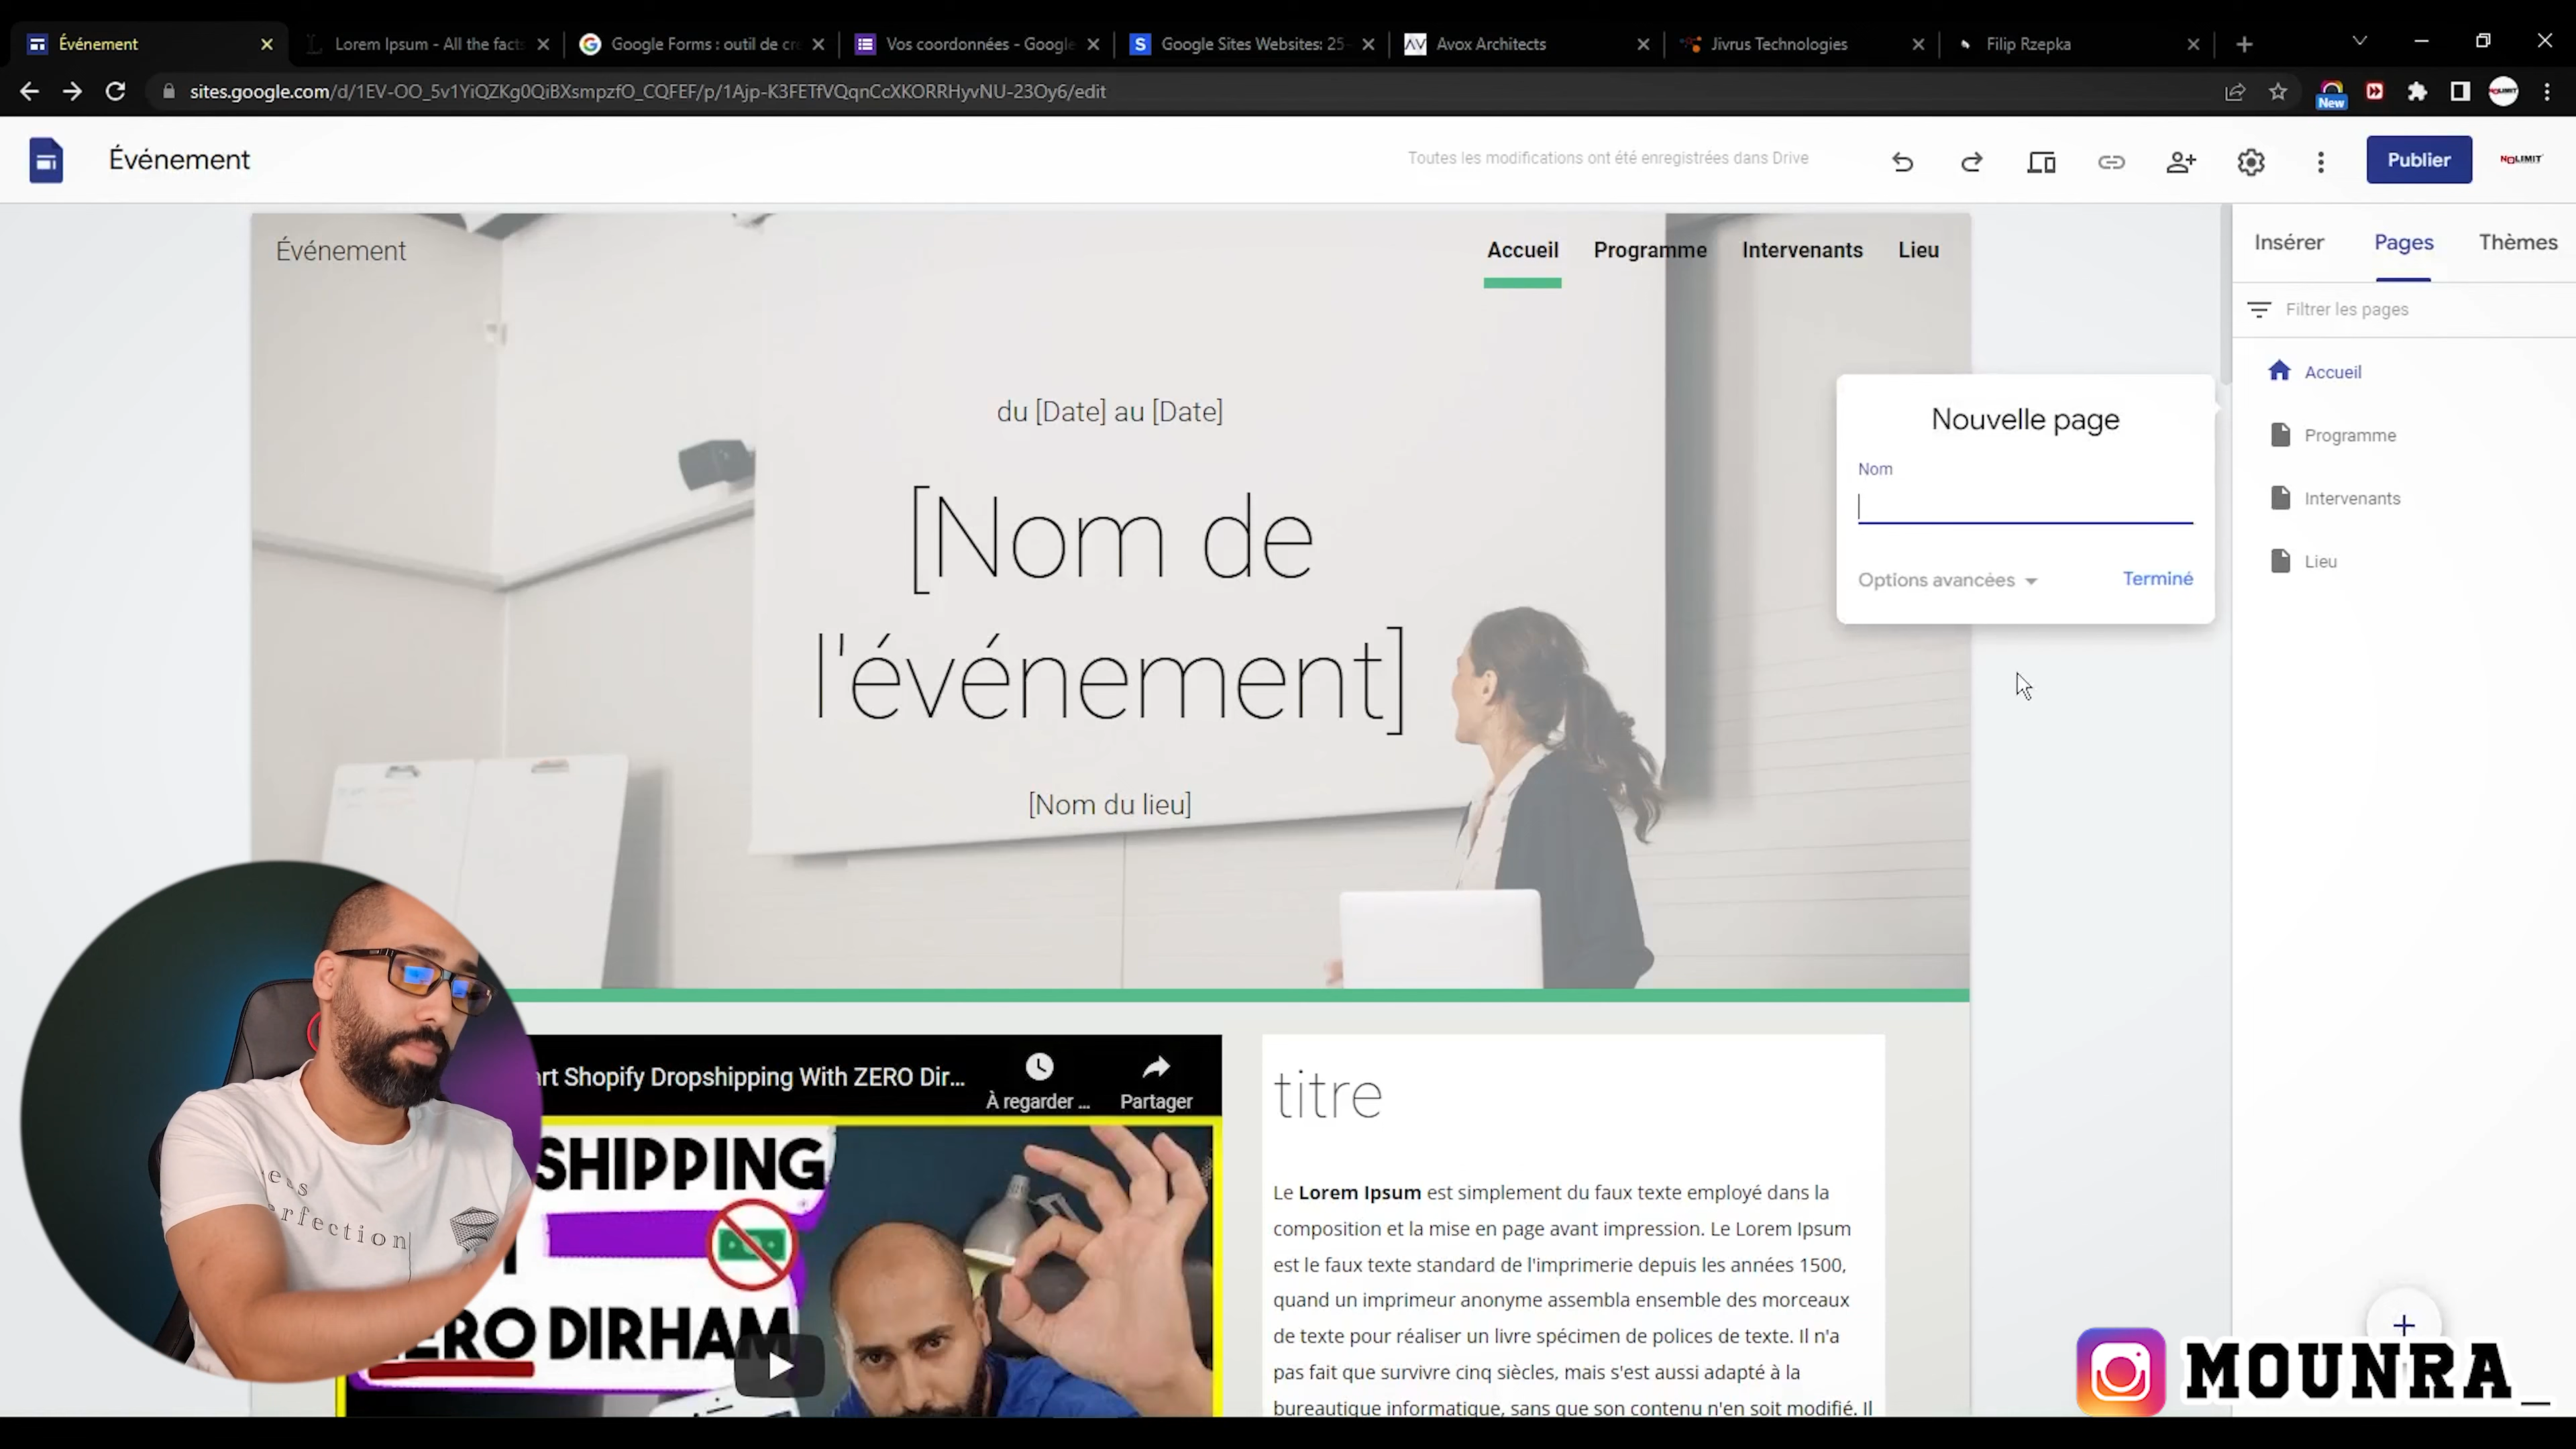 Événement
Lorem Ipsum - All the facts
Google Forms : outil de cr
Vos coordonnées - Google
Google Sites Websites: 25
Avox Architects
Jivrus Technologies
Filip Rzepka
sites.google.com/d/1EV-OO_5v1YiQZKg0QiBXsmpzfO_CQFEF/p/1Ajp-K3FETfVQqnCcXKORRHyvNU-23Oy6/edit
New
Événement
Toutes les modifications ont été enregistrées dans Drive
Publier
NOLIMIT
Événement
Accueil
Programme
Intervenants
Lieu
Insérer
Pages
Thèmes
Filtrer les pages
Accueil
Programme
Intervenants
Lieu
du [Date] au [Date]
[Nom de
l'événement]
[Nom du lieu]
Nouvelle page
Nom
Options avancées
Terminé
art Shopify Dropshipping With ZERO Dir...
À regarder ...
Partager
SHIPPING
ERO DIRHAM
titre
Le Lorem Ipsum est simplement du faux texte employé dans la
composition et la mise en page avant impression. Le Lorem Ipsum
est le faux texte standard de l'imprimerie depuis les années 1500,
quand un imprimeur anonyme assembla ensemble des morceaux
de texte pour réaliser un livre spécimen de polices de texte. Il n'a
pas fait que survivre cinq siècles, mais s'est aussi adapté à la
bureautique informatique, sans que son contenu n'en soit modifié. Il
erfection
MOUNRA_